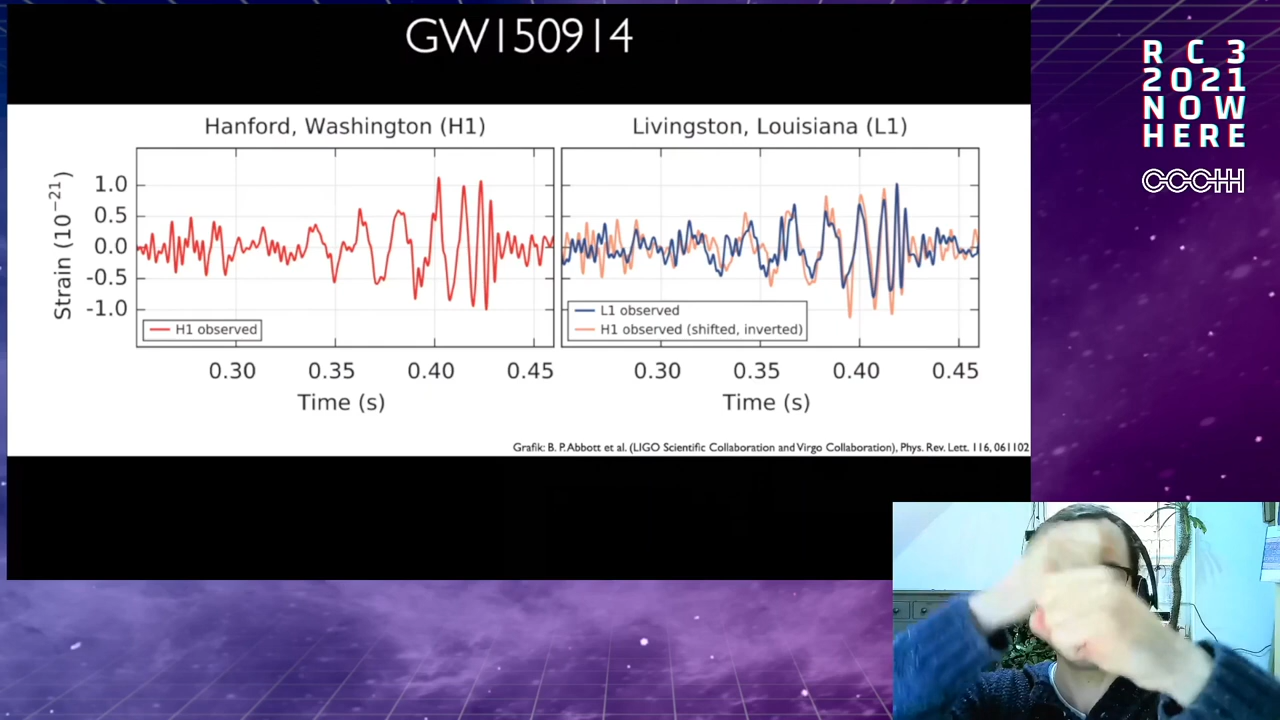 GW150914
Hanford, Washington (H1)
Livingston, Louisiana (L1)
Strain (10⁻²¹)
1.0
0.5
0.0
-0.5
-1.0
H1 observed
L1 observed
H1 observed (shifted, inverted)
0.30 0.35 0.40 0.45
0.30 0.35 0.40 0.45
Time (s)
Time (s)
Grafik: B. P. Abbott et al. (LIGO Scientific Collaboration and Virgo Collaboration), Phys. Rev. Lett. 116, 061102
R C 3
2021
N O W
HERE
CCCHH